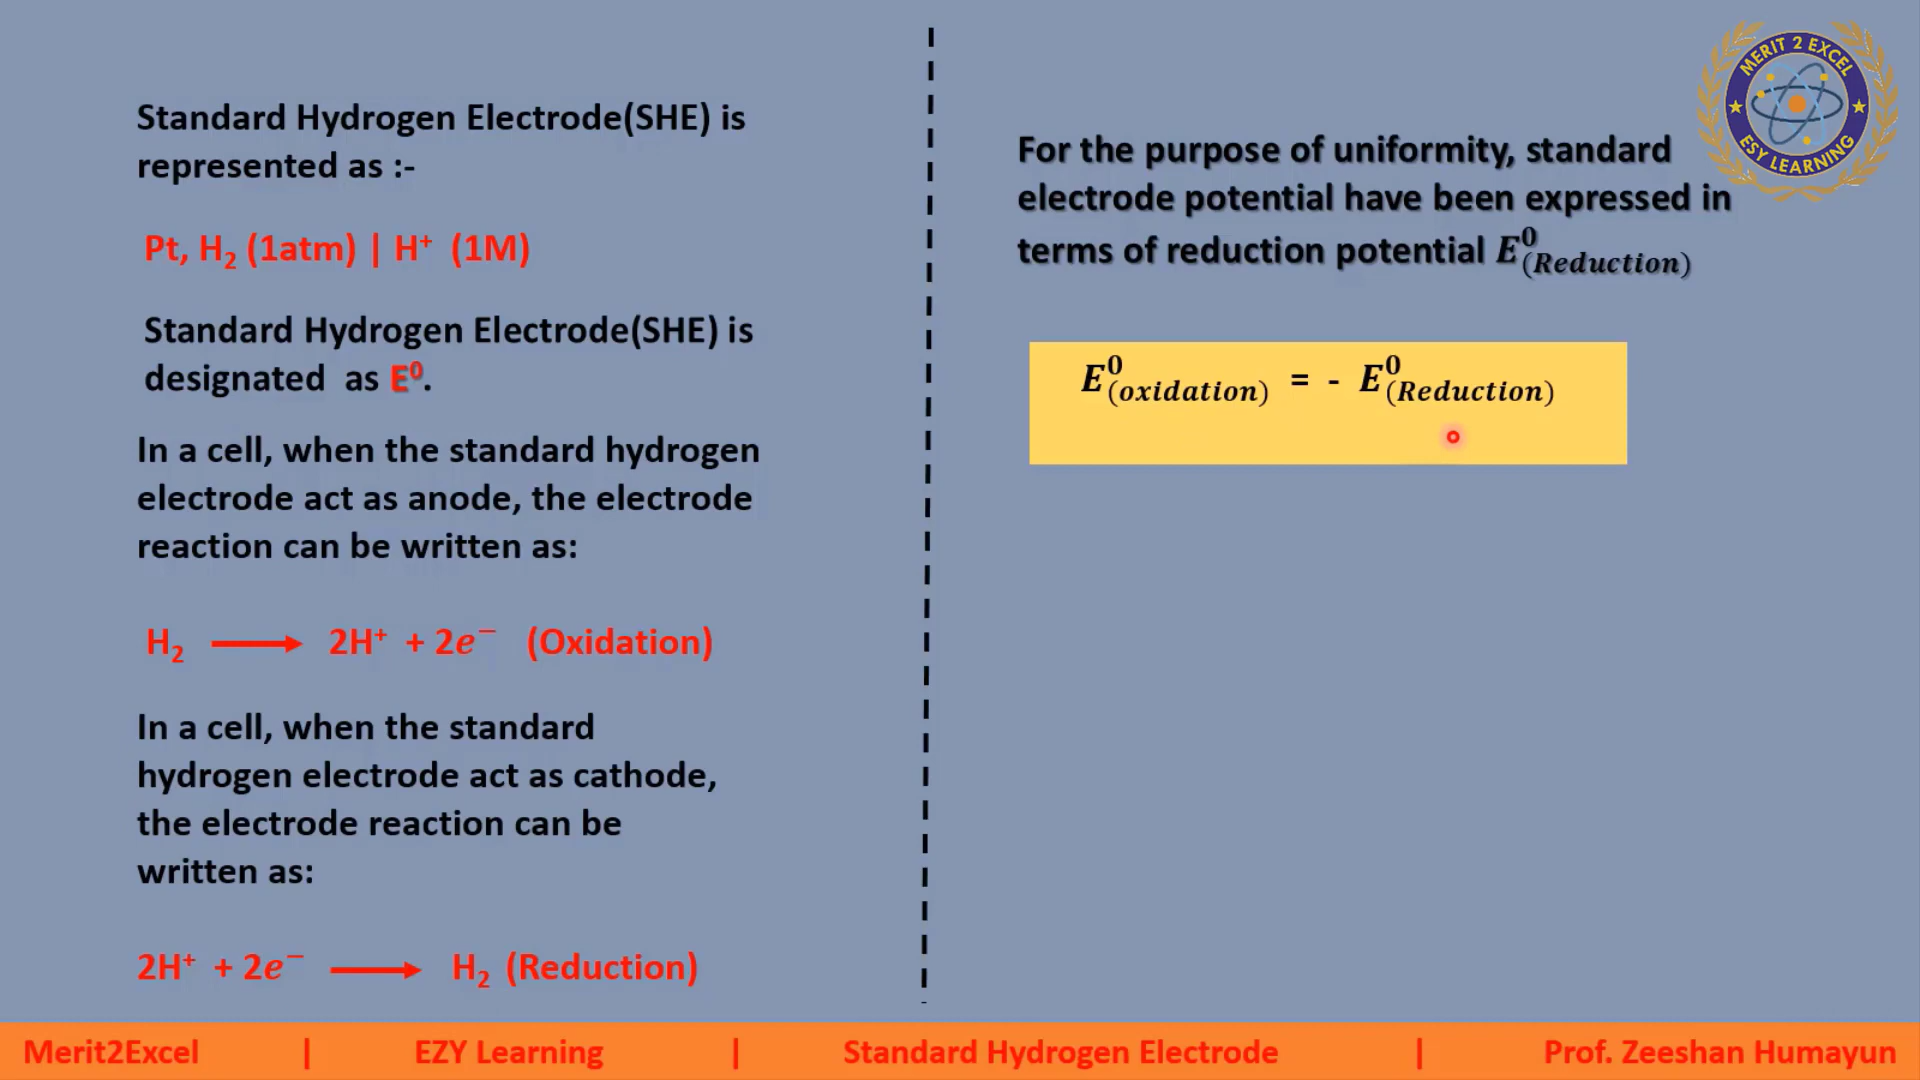 Standard Hydrogen Electrode(SHE) is
represented as :-
Pt, H₂ (1atm) | H⁺ (1M)
Standard Hydrogen Electrode(SHE) is
designated as E⁰.
In a cell, when the standard hydrogen
electrode act as anode, the electrode
reaction can be written as:
H₂ ⟶ 2H⁺ + 2e⁻ (Oxidation)
In a cell, when the standard
hydrogen electrode act as cathode,
the electrode reaction can be
written as:
2H⁺ + 2e⁻ ⟶ H₂ (Reduction)
For the purpose of uniformity, standard
electrode potential have been expressed in
terms of reduction potential E⁰(Reduction)
E⁰(oxidation) = - E⁰(Reduction)
MERIT 2 EXCEL
ESY LEARNING
Merit2Excel | EZY Learning | Standard Hydrogen Electrode | Prof. Zeeshan Humayun